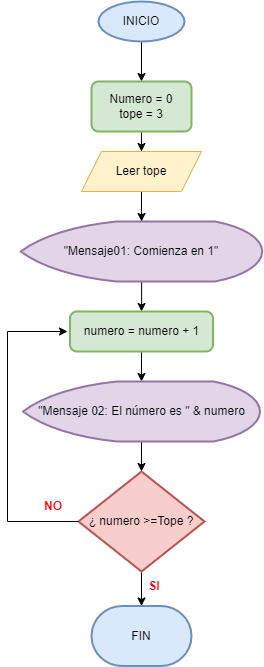 INICIO
Numero = 0
tope = 3
Leer tope
"Mensaje01: Comienza en 1"
numero = numero + 1
"Mensaje 02: El número es " & numero
¿ numero >=Tope ?
NO
SI
FIN